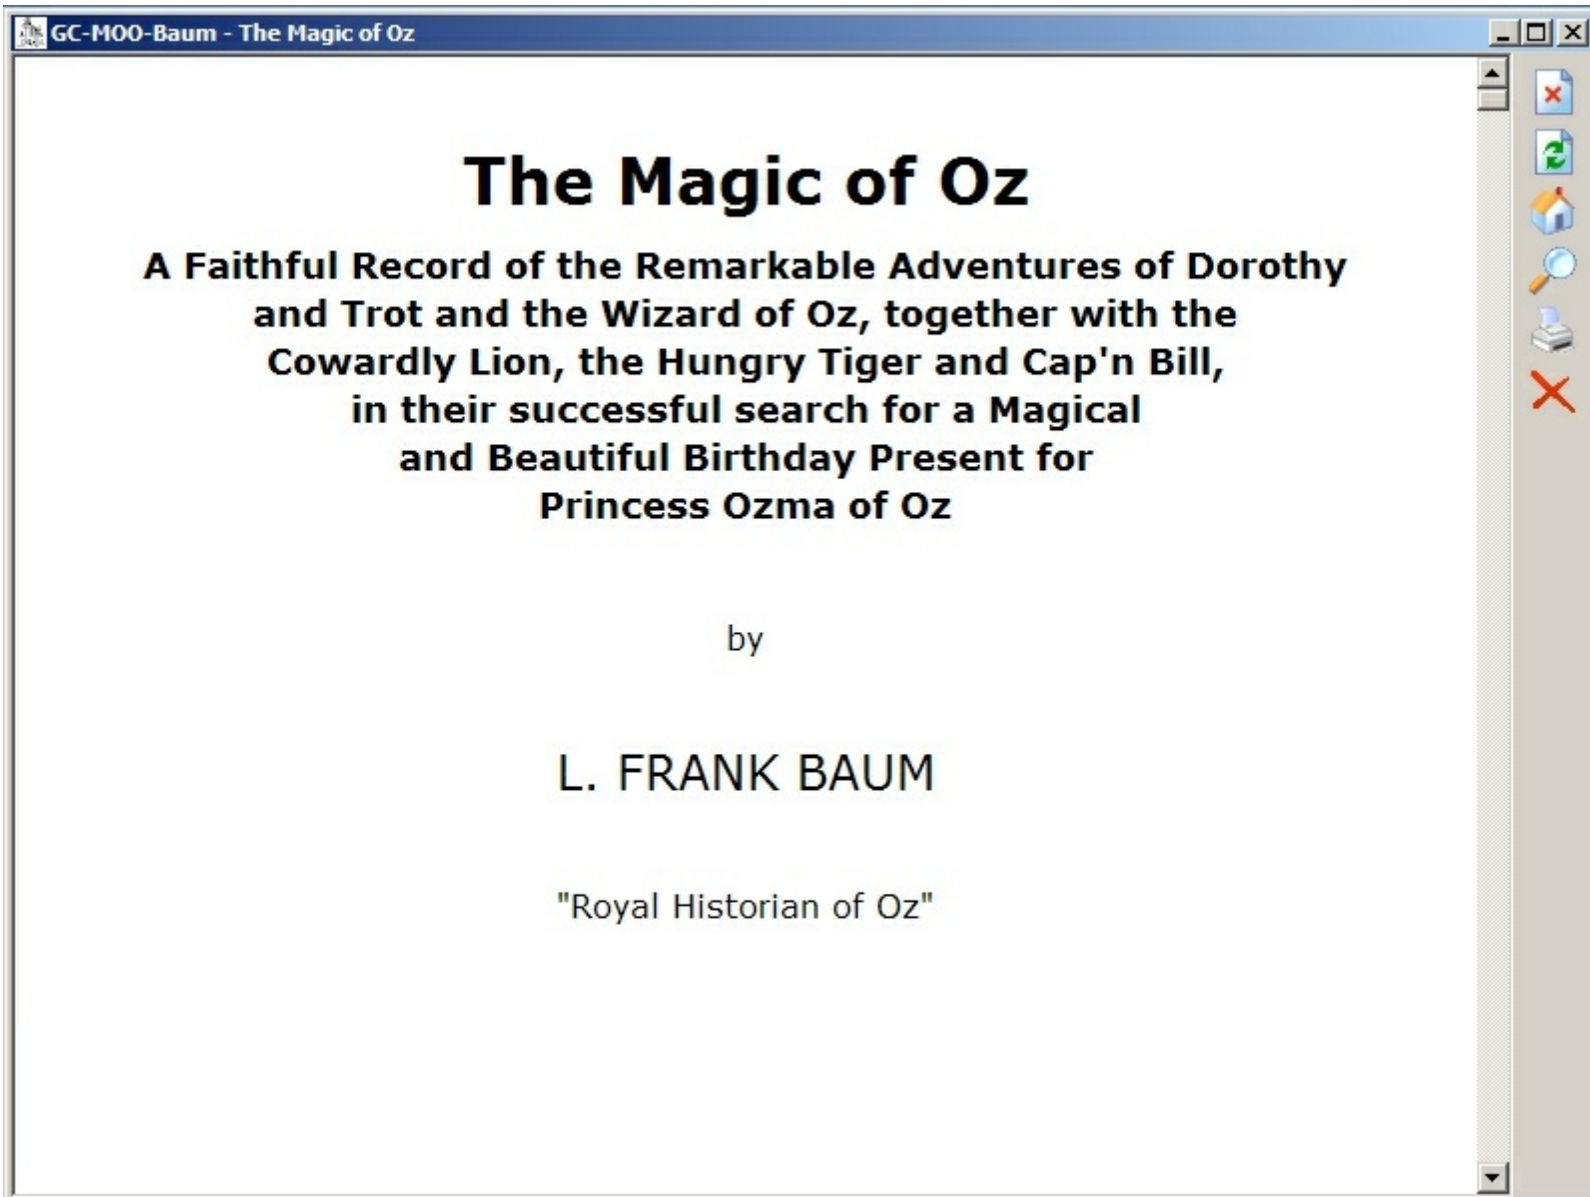 GC-MOO-Baum - The Magic of Oz
The Magic of Oz
A Faithful Record of the Remarkable Adventures of Dorothy
and Trot and the Wizard of Oz, together with the
Cowardly Lion, the Hungry Tiger and Cap'n Bill,
in their successful search for a Magical
and Beautiful Birthday Present for
Princess Ozma of Oz
by
L. FRANK BAUM
"Royal Historian of Oz"